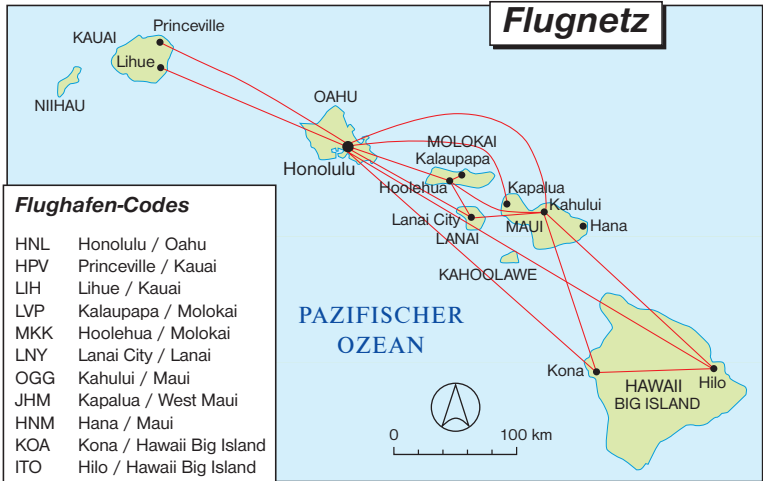 Flugnetz
Princeville
KAUAI
Lihue
NIIHAU
OAHU
Honolulu
MOLOKAI
Kalaupapa
Hoolehua
Kapalua
Kahului
Lanai City
LANAI
MAUI
Hana
KAHOOLAWE
PAZIFISCHER
OZEAN
Kona
HAWAII
BIG ISLAND
Hilo
0 100 km
Flughafen-Codes
HNL Honolulu / Oahu
HPV Princeville / Kauai
LIH Lihue / Kauai
LVP Kalaupapa / Molokai
MKK Hoolehua / Molokai
LNY Lanai City / Lanai
OGG Kahului / Maui
JHM Kapalua / West Maui
HNM Hana / Maui
KOA Kona / Hawaii Big Island
ITO Hilo / Hawaii Big Island